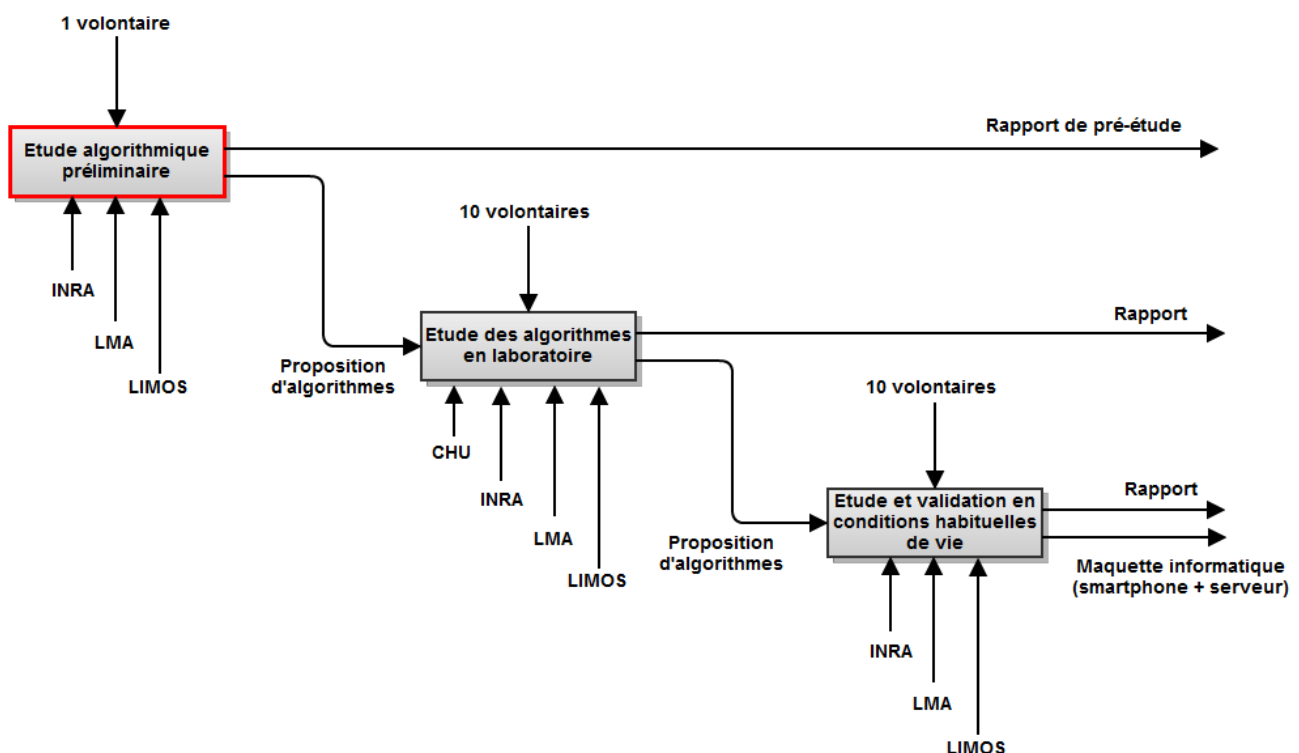 1 volontaire
Etude algorithmique
préliminaire
Rapport de pré-étude
INRA
LMA
LIMOS
Proposition
d'algorithmes
10 volontaires
Etude des algorithmes
en laboratoire
Rapport
CHU
INRA
LMA
LIMOS
Proposition
d'algorithmes
10 volontaires
Etude et validation en
conditions habituelles
de vie
Rapport
Maquette informatique
(smartphone + serveur)
INRA
LMA
LIMOS